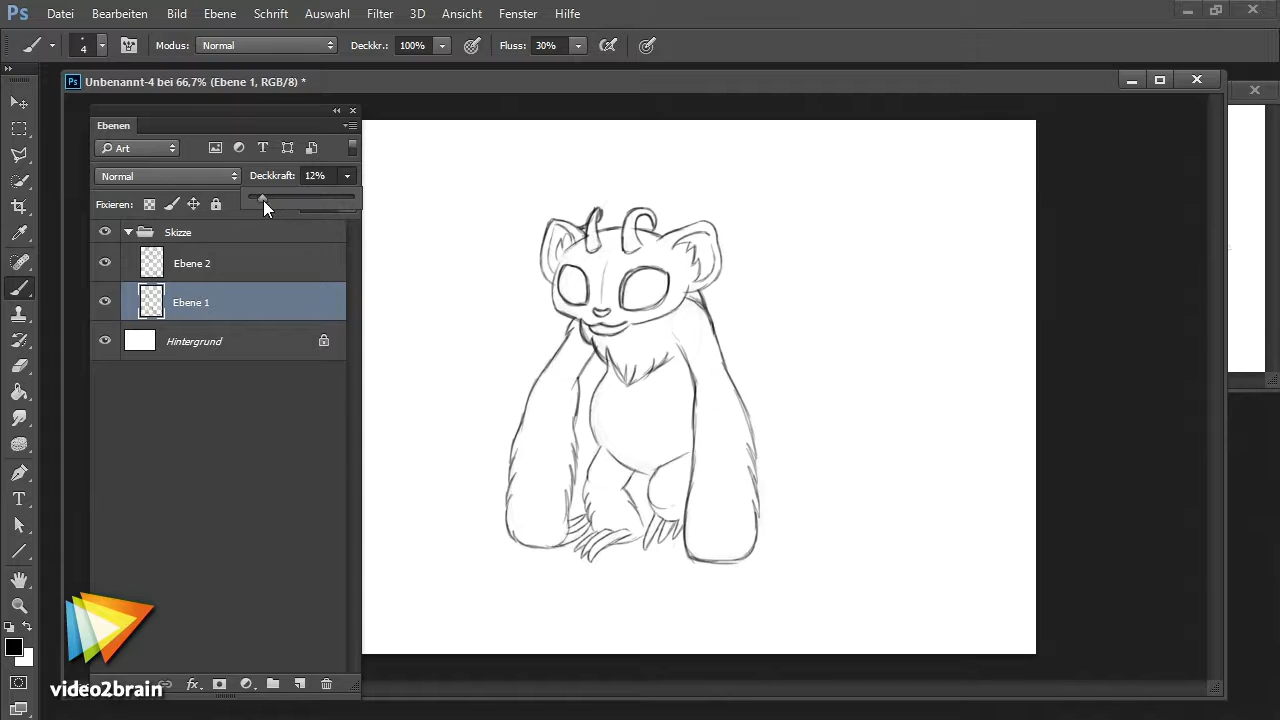 Ps Datei Bearbeiten Bild Ebene Schrift Auswahl Filter 3D Ansicht Fenster Hilfe
4 Modus: Normal Deckkr.: 100% Fluss: 30%
Ps Unbenannt-4 bei 66,7% (Ebene 1, RGB/8) *
Ebenen
Art
Normal Deckkraft: 12%
Fixieren:
Skizze
Ebene 2
Ebene 1
Hintergrund
T
fx
video2brain